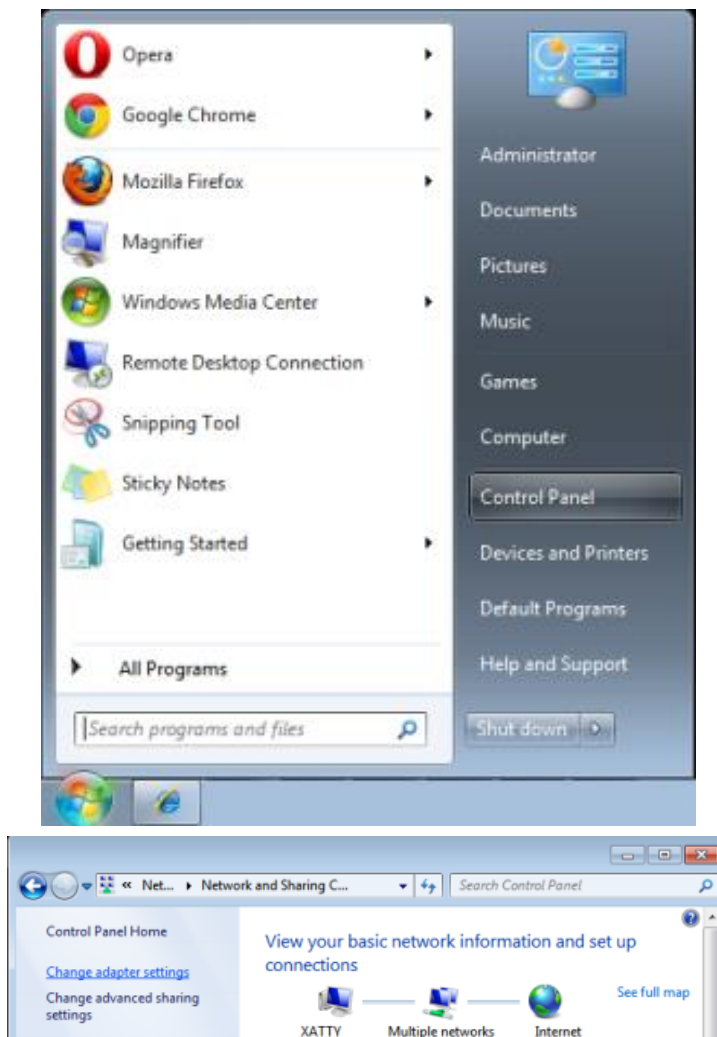 Opera
Google Chrome
Mozilla Firefox
Magnifier
Windows Media Center
Remote Desktop Connection
Snipping Tool
Sticky Notes
Getting Started
All Programs
Search programs and files
Administrator
Documents
Pictures
Music
Games
Computer
Control Panel
Devices and Printers
Default Programs
Help and Support
Shut down
« Net... Network and Sharing C...
Search Control Panel
Control Panel Home
Change adapter settings
Change advanced sharing
settings
View your basic network information and set up
connections
See full map
XATTY Multiple networks Internet